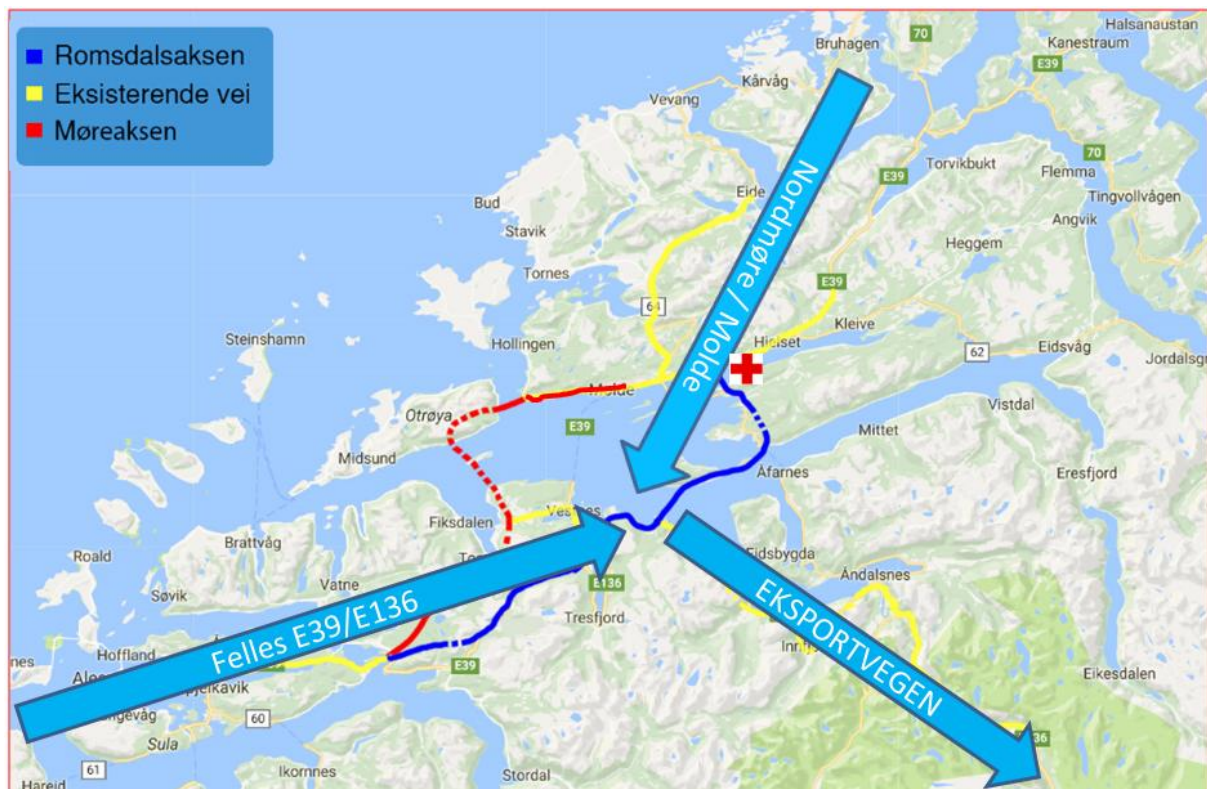 Romsdalsaksen
Eksisterende vei
Møreaksen
Halsanaustan
Bruhagen
70
Kanestraum
E39
Kårvåg
Vevang
Torvikbukt
70
Flemma
E39
Tingvollvågen
Eide
Bud
Angvik
Stavik
Heggem
Tornes
E39
64
Nordmøre / Molde
Steinshamn
Hollingen
Kleive
Hjelset
62
Eidsvåg
Jordalsgr
Molde
Otrøya
E39
Vistdal
Mittet
Midsund
Åfarnes
Eresfjord
Fiksdalen
Vestnes
Roald
Brattvåg
Eidsbygda
Vatne
Åndalsnes
E136
Søvik
Tresfjord
Felles E39/E136
EKSPORTVEGEN
Hoffland
E39
Eikesdalen
60
Sula
61
Ikornnes
Stordal
Hareid